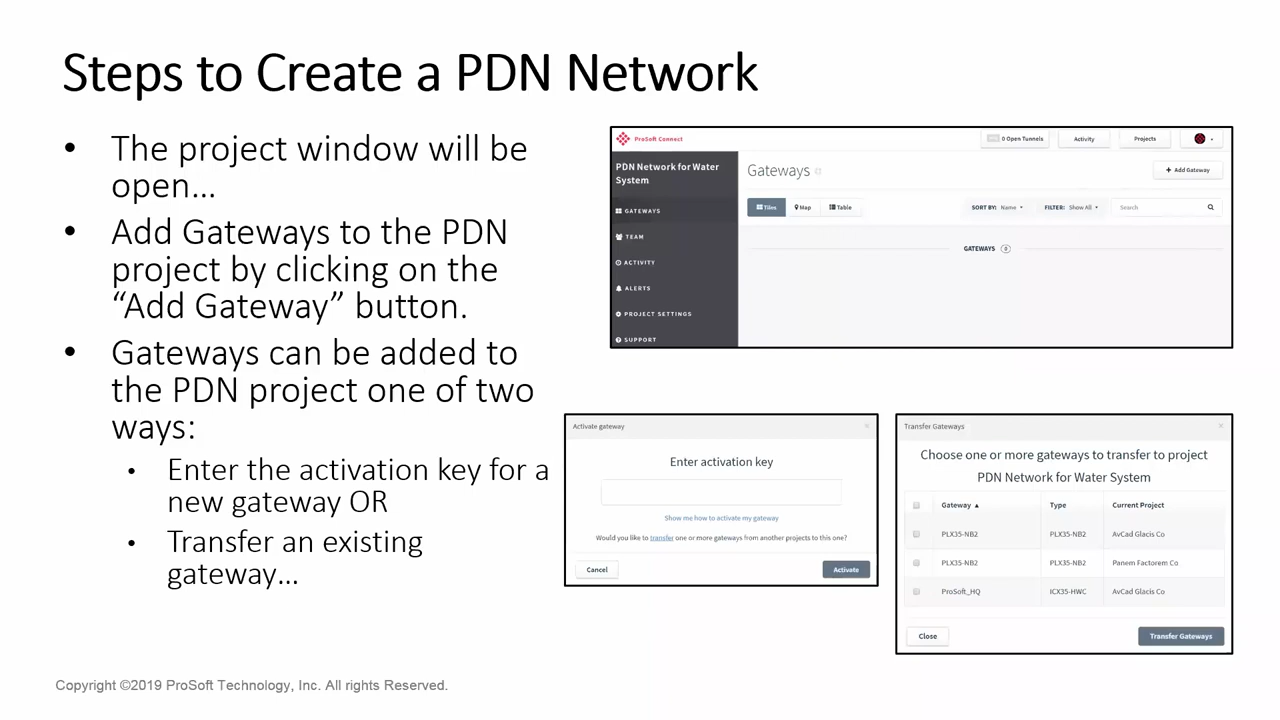 Steps to Create a PDN Network
• The project window will be
open…
• Add Gateways to the PDN
project by clicking on the
“Add Gateway” button.
• Gateways can be added to
the PDN project one of two
ways:
• Enter the activation key for a
new gateway OR
• Transfer an existing
gateway…
ProSoft Connect
0 Open Tunnels
Activity
Projects
PDN Network for Water
System
GATEWAYS
TEAM
ACTIVITY
ALERTS
PROJECT SETTINGS
SUPPORT
Gateways
+ Add Gateway
Tiles
Map
Table
SORT BY: Name
FILTER: Show All
Search
GATEWAYS 0
Activate gateway ×
Enter activation key
Show me how to activate my gateway
Would you like to transfer one or more gateways from another projects to this one?
Cancel
Activate
Transfer Gateways ×
Choose one or more gateways to transfer to project
PDN Network for Water System
Gateway ▲ Type Current Project
PLX35-NB2 PLX35-NB2 AvCad Glacis Co
PLX35-NB2 PLX35-NB2 Panem Factorem Co
ProSoft_HQ ICX35-HWC AvCad Glacis Co
Close
Transfer Gateways
Copyright ©2019 ProSoft Technology, Inc. All rights Reserved.